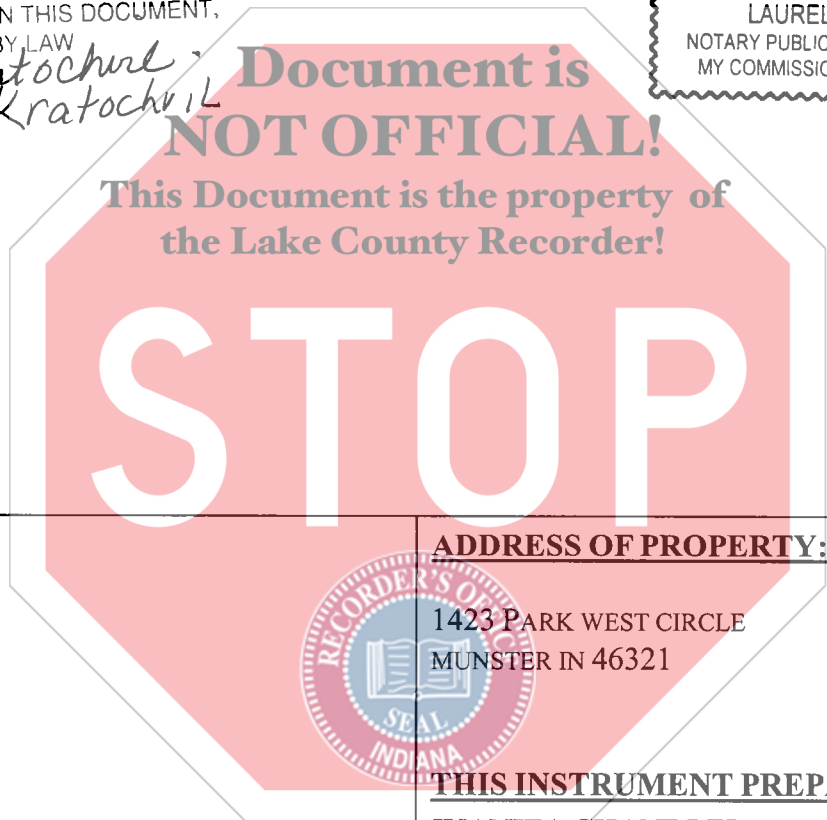 N THIS DOCUMENT,
BY LAW
tochvil.
Kratochvil
LAUREL
NOTARY PUBLIC
MY COMMISSIO
Document is
NOT OFFICIAL!
This Document is the property of
the Lake County Recorder!
STOP
ADDRESS OF PROPERTY:
1423 PARK WEST CIRCLE
MUNSTER IN 46321
RECORDER'S OFFICE
SEAL
INDIANA
THIS INSTRUMENT PREPA